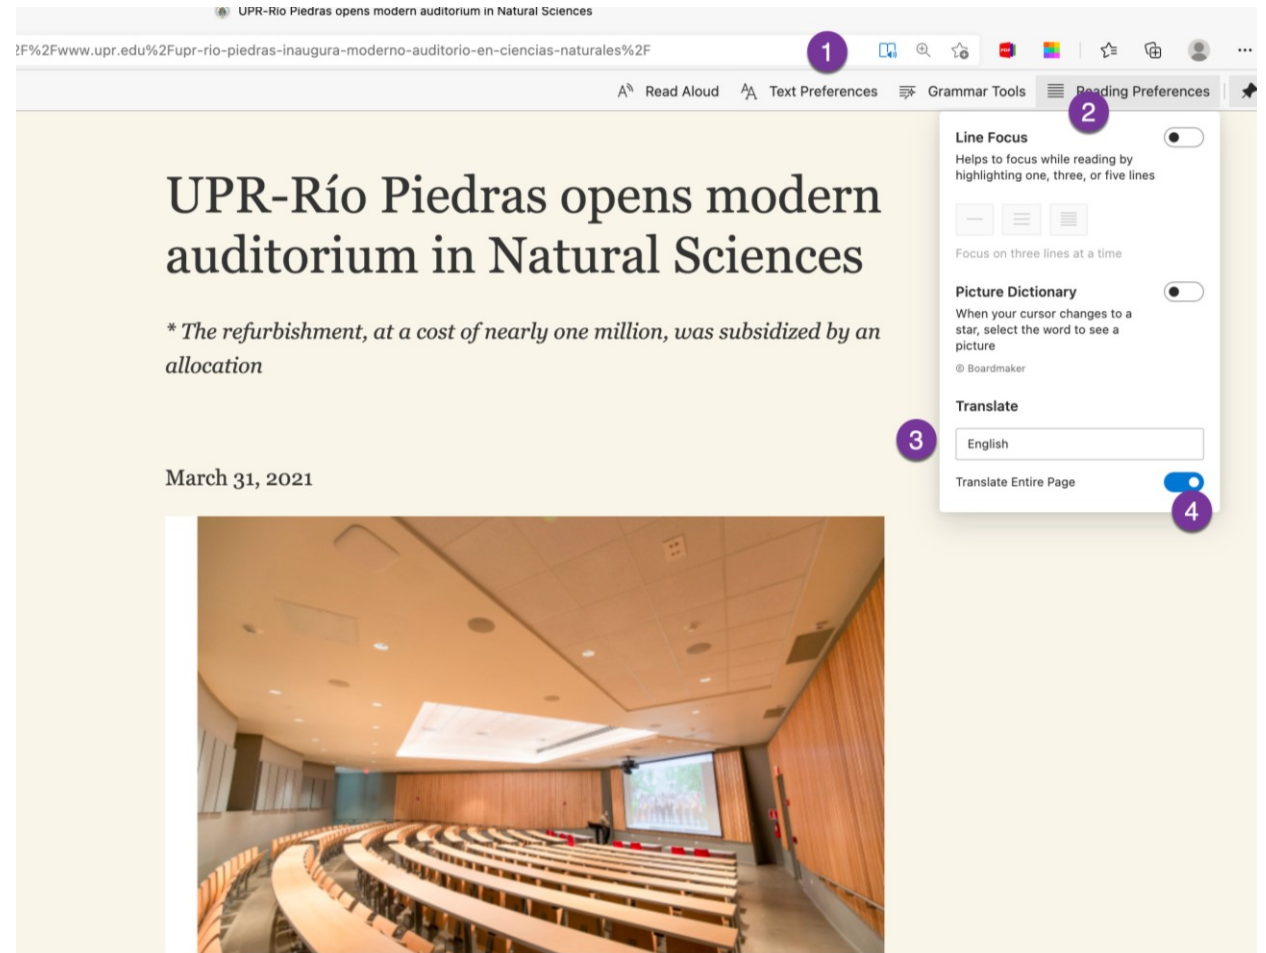 UPR-Rio Piedras opens modern auditorium in Natural Sciences
2F%2Fwww.upr.edu%2Fupr-rio-piedras-inaugura-moderno-auditorio-en-ciencias-naturales%2F
1
Read Aloud
Text Preferences
Grammar Tools
Reading Preferences
2
UPR-Río Piedras opens modern
auditorium in Natural Sciences
* The refurbishment, at a cost of nearly one million, was subsidized by an
allocation
March 31, 2021
Line Focus
Helps to focus while reading by
highlighting one, three, or five lines
Focus on three lines at a time
Picture Dictionary
When your cursor changes to a
star, select the word to see a
picture
© Boardmaker
Translate
3
English
Translate Entire Page
4